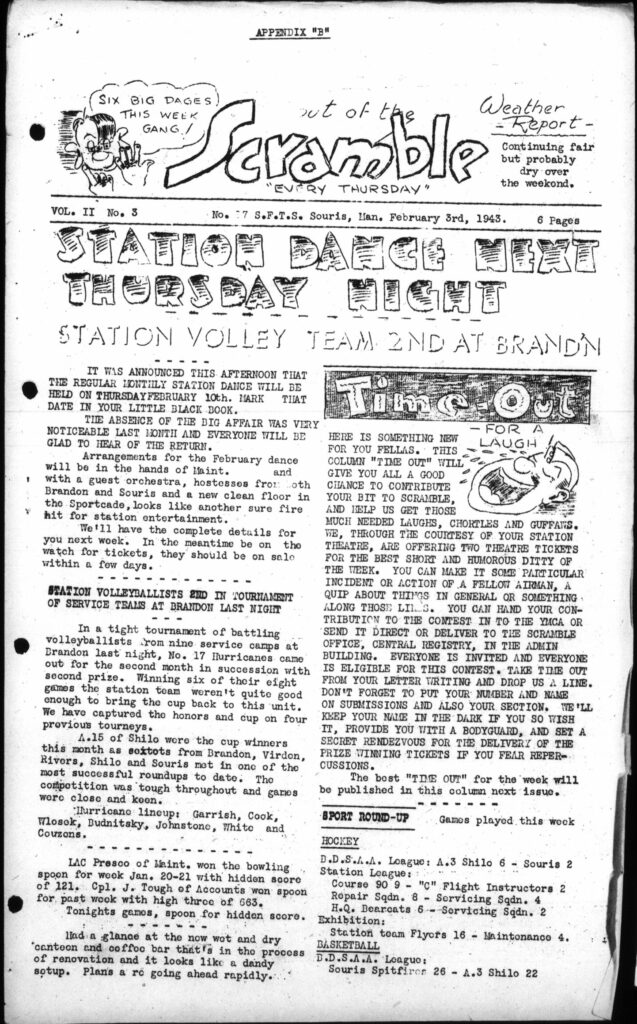 APPENDIX "B"
SIX BIG PAGES
THIS WEEK
GANG!
out of the
Scramble
"EVERY THURSDAY"
Weather
- Report -
Continuing fair
but probably
dry over
the weekend.
VOL. II No. 3
No. 17 S.F.T.S. Souris, Man. February 3rd, 1943.
6 Pages
STATION DANCE NEXT
THURSDAY NIGHT
STATION VOLLEY TEAM 2ND AT BRAND'N
IT WAS ANNOUNCED THIS AFTERNOON THAT
THE REGULAR MONTHLY STATION DANCE WILL BE
HELD ON THURSDAYFEBRUARY 10th. MARK THAT
DATE IN YOUR LITTLE BLACK BOOK.
THE ABSENCE OF THE BIG AFFAIR WAS VERY
NOTICEABLE LAST MONTH AND EVERYONE WILL BE
GLAD TO HEAR OF THE RETURN.
Arrangements for the February dance
will be in the hands of Maint. and
with a guest orchestra, hostesses from both
Brandon and Souris and a new clean floor in
the Sportcade,looks like another sure fire
hit for station entertainment.
We'll have the complete details for
you next week. In the meantime be on the
watch for tickets, they should be on sale
within a few days.
STATION VOLLEYBALLISTS 2ND IN TOURNAMENT
OF SERVICE TEAMS AT BRANDON LAST NIGHT
In a tight tournament of battling
volleyballists from nine service camps at
Brandon last night, No. 17 Hurricanes came
out for the second month in succession with
second prize. Winning six of their eight
games the station team weren't quite good
enough to bring the cup back to this unit.
We have captured the honors and cup on four
previous tourneys.
A.15 of Shilo were the cup winners
this month as sextets from Brandon, Virdon,
Rivers, Shilo and Souris met in one of the
most successful roundups to date. The
competition was tough throughout and games
were close and keen.
Hurricane lineup: Garrish, Cook,
Wlosek, Dudnitsky, Johnstone, White and
Couzons.
LAC Presco of Maint. won the bowling
spoon for week Jan. 20-21 with hidden score
of 121. Cpl. J. Tough of Accounts won spoon
for past week with high three of 663.
Tonights games, spoon for hidden score.
Had a glance at the now wet and dry
canteen and coffee bar that's in the process
of renovation and it looks like a dandy
setup. Plans a re going ahead rapidly.
Time-Out
- FOR A
LAUGH -
HERE IS SOMETHING NEW
FOR YOU FELLAS. THIS
COLUMN "TIME OUT" WILL
GIVE YOU ALL A GOOD
CHANCE TO CONTRIBUTE
YOUR BIT TO SCRAMBLE,
AND HELP US GET THOSE
MUCH NEEDED LAUGHS, CHORTLES AND GUFFAWS.
WE, THROUGH THE COURTESY OF YOUR STATION
THEATRE, ARE OFFERING TWO THEATRE TICKETS
FOR THE BEST SHORT AND HUMOROUS DITTY OF
THE WEEK. YOU CAN MAKE IT SOME PARTICULAR
INCIDENT OR ACTION OF A FELLOW AIRMAN, A
QUIP ABOUT THINGS IN GENERAL OR SOMETHING
ALONG THOSE LINES. YOU CAN HAND YOUR CON-
TRIBUTION TO THE CONTEST IN TO THE YMCA OR
SEND IT DIRECT OR DELIVER TO THE SCRAMBLE
OFFICE, CENTRAL REGISTRY, IN THE ADMIN
BUILDING. EVERYONE IS INVITED AND EVERYONE
IS ELIGIBLE FOR THIS CONTEST. TAKE TIME OUT
FROM YOUR LETTER WRITING AND DROP US A LINE.
DON'T FORGET TO PUT YOUR NUMBER AND NAME
ON SUBMISSIONS AND ALSO YOUR SECTION. WE'LL
KEEP YOUR NAME IN THE DARK IF YOU SO WISH
IT, PROVIDE YOU WITH A BODYGUARD, AND SET A
SECRET RENDEZVOUS FOR THE DELIVERY OF THE
PRIZE WINNING TICKETS IF YOU FEAR REPER-
CUSSIONS.
The best "TIME OUT" for the week will
be published in this column next issue.
SPORT ROUND-UP Games played this week
HOCKEY
D.D.S.A.A. League: A.3 Shilo 6 - Souris 2
Station League:
Course 90 9 - "C" Flight Instructors 2
Repair Sqdn. 8 - Servicing Sqdn. 4
H.Q. Bearcats 6 - Servicing Sqdn. 2
Exhibition:
Station team Flyers 16 - Maintenance 4.
BASKETBALL
D.D.S.A.A. League:
Souris Spitfires 26 - A.3 Shilo 22